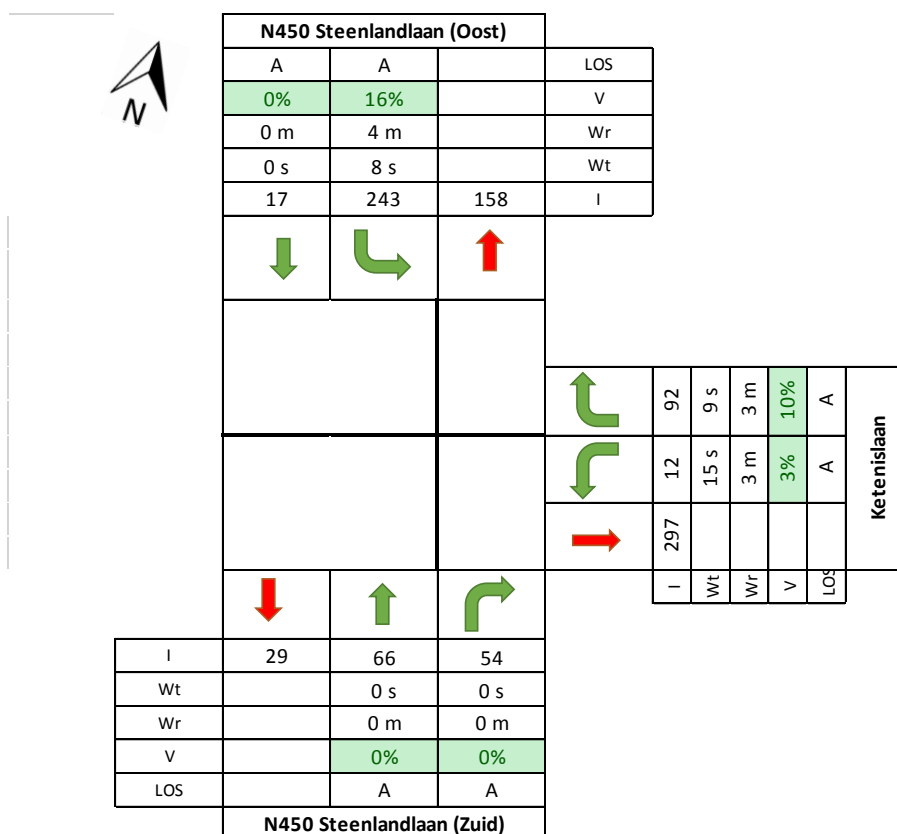 N450 Steenlandlaan (Oost)
A A LOS
0% 16% V
0 m 4 m Wr
0 s 8 s Wt
17 243 158 I
N
92 9 s 3 m 10% A
12 15 s 3 m 3% A
297
I Wt Wr V LOS
Ketenislaan
I 29 66 54
Wt 0 s 0 s
Wr 0 m 0 m
V 0% 0%
LOS A A
N450 Steenlandlaan (Zuid)